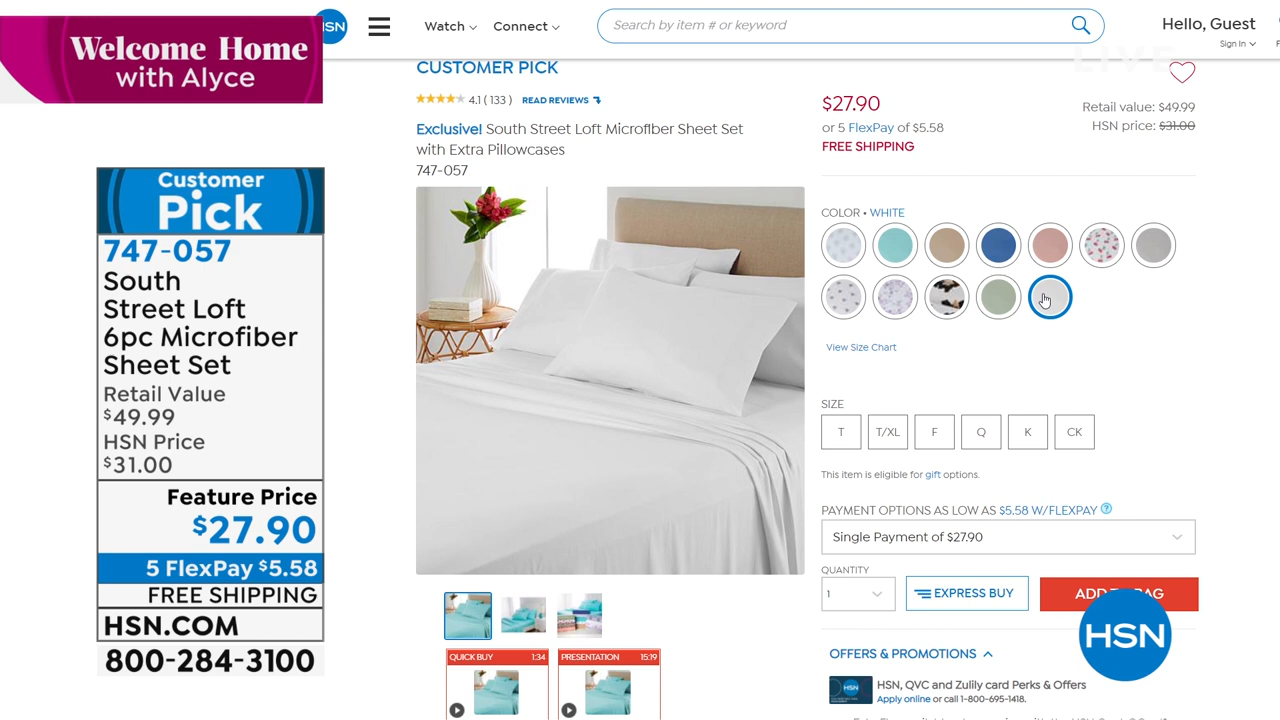 Welcome Home
with Alyce
HSN
Watch
Connect
Search by item # or keyword
Hello, Guest
Sign In
LIVE
Customer
Pick
747-057
South
Street Loft
6pc Microfiber
Sheet Set
Retail Value
$49.99
HSN Price
$31.00
Feature Price
$27.90
5 FlexPay $5.58
FREE SHIPPING
HSN.COM
800-284-3100
CUSTOMER PICK
4.1 ( 133 ) READ REVIEWS
Exclusive! South Street Loft Microfiber Sheet Set
with Extra Pillowcases
747-057
QUICK BUY 1:34
PRESENTATION 15:19
$27.90
or 5 FlexPay of $5.58
FREE SHIPPING
Retail value: $49.99
HSN price: $31.00
COLOR • WHITE
View Size Chart
SIZE
T T/XL F Q K CK
This item is eligible for gift options.
PAYMENT OPTIONS AS LOW AS $5.58 W/FLEXPAY ?
Single Payment of $27.90
QUANTITY
1
EXPRESS BUY
HSN
OFFERS & PROMOTIONS
HSN
HSN, QVC and Zulily card Perks & Offers
Apply online or call 1-800-695-1418.